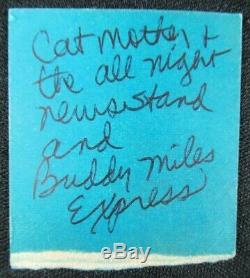 Cat Mother +
the all night
newsstand
and
Buddy Miles
Express